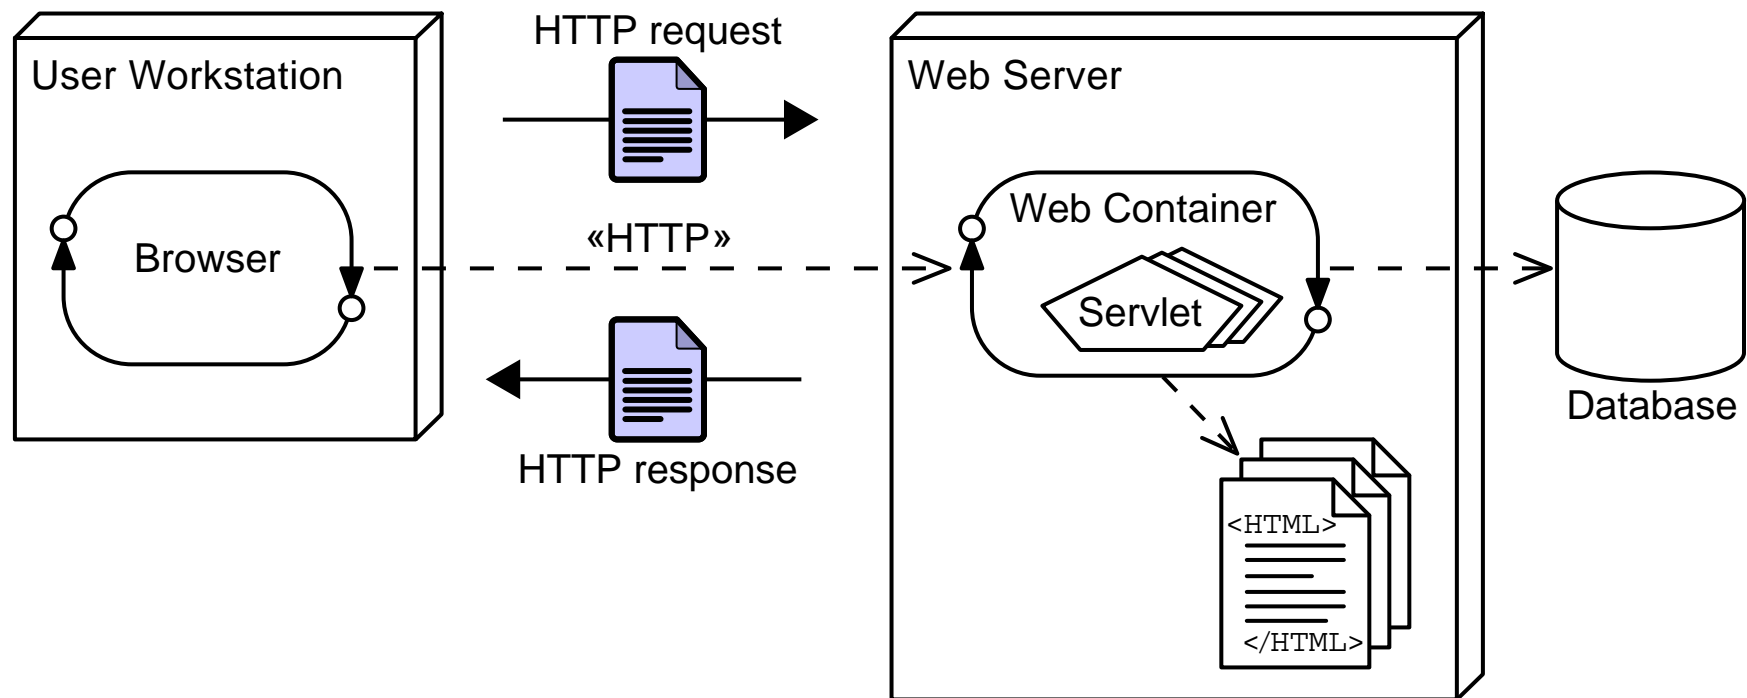 HTTP request
User Workstation
Web Server
Web Container
«HTTP»
Browser
Servlet
Database
HTTP response
<HTML>
</HTML>